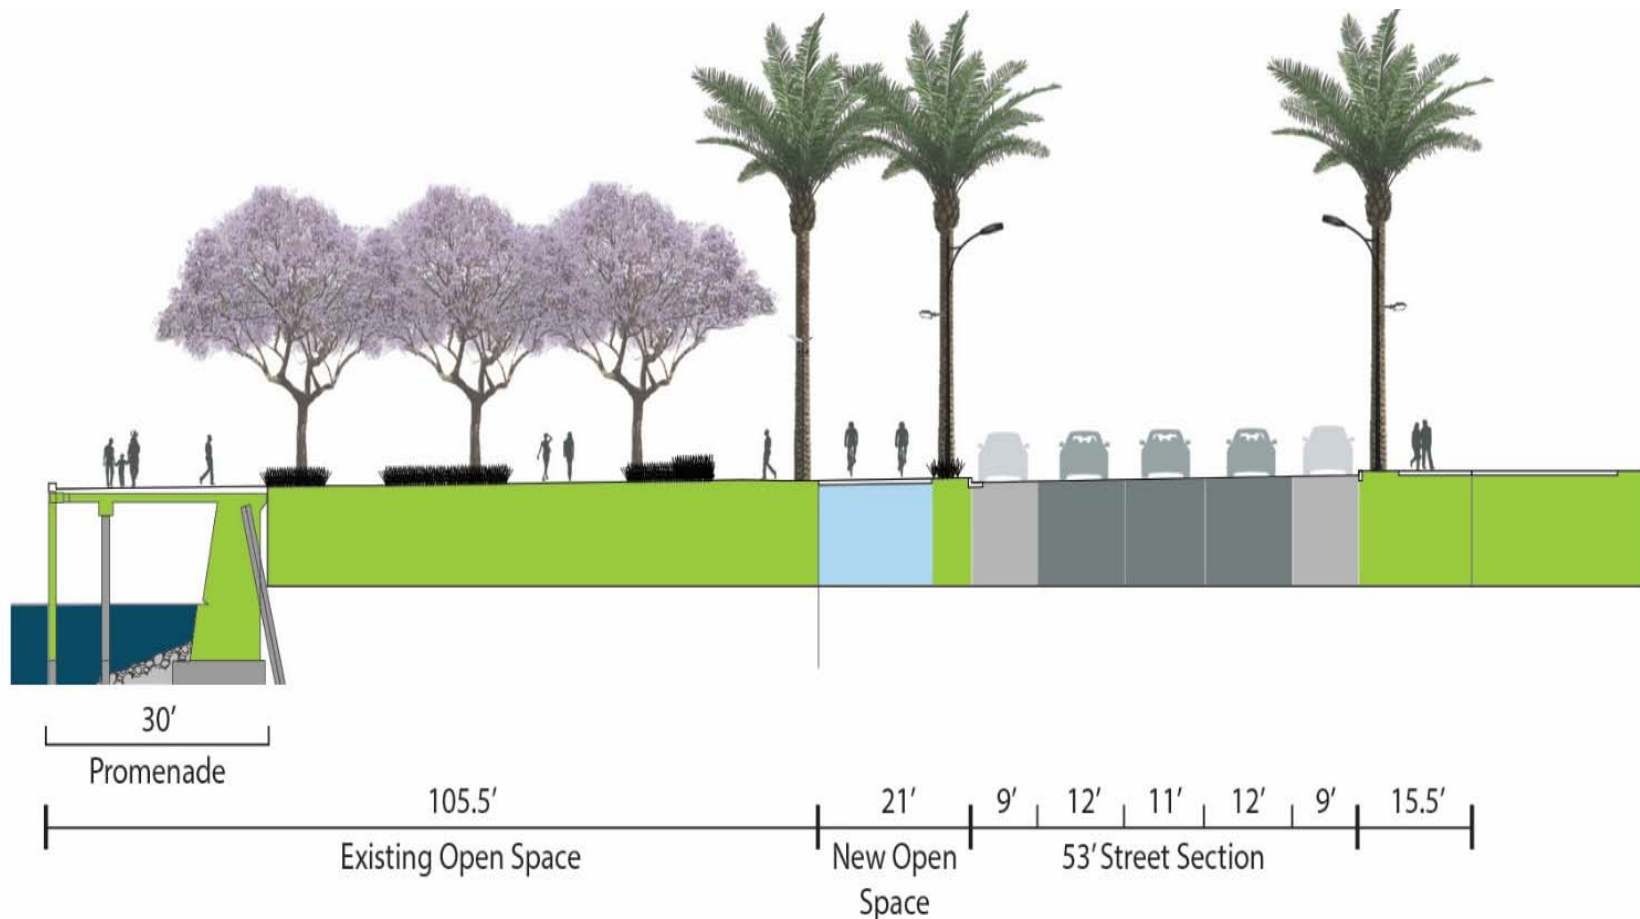 30′
Promenade
105.5′
21′
9′
12′
11′
12′
9′
15.5′
Existing Open Space
New Open
Space
53′ Street Section